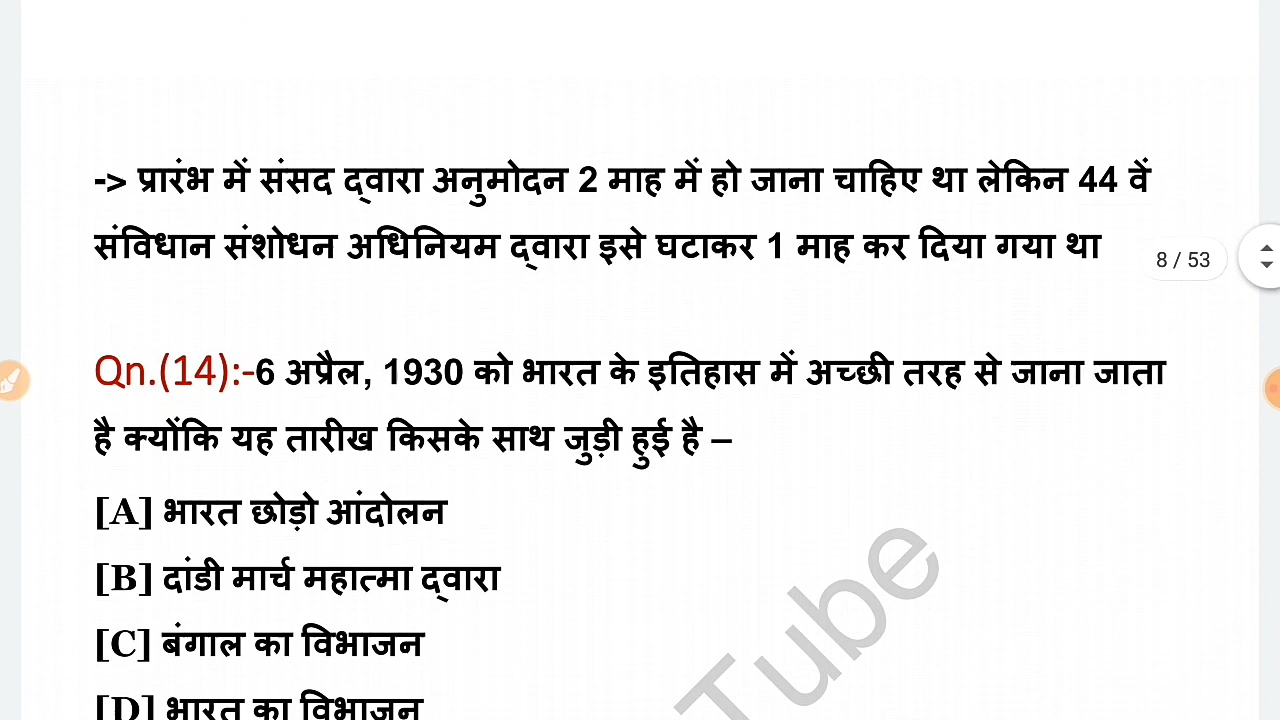 -> प्रारंभ में संसद द्वारा अनुमोदन 2 माह में हो जाना चाहिए था लेकिन 44 वें
संविधान संशोधन अधिनियम द्वारा इसे घटाकर 1 माह कर दिया गया था
8 / 53
Qn.(14):-6 अप्रैल, 1930 को भारत के इतिहास में अच्छी तरह से जाना जाता
है क्योंकि यह तारीख किसके साथ जुड़ी हुई है –
[A] भारत छोड़ो आंदोलन
[B] दांडी मार्च महात्मा द्वारा
[C] बंगाल का विभाजन
[D] भारत का विभाजन
Tube